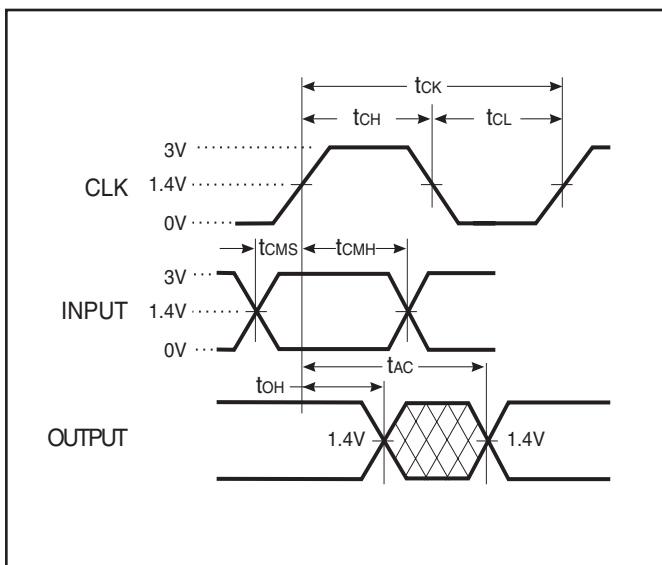 tCK
tCH tCL
3V
CLK 1.4V
0V
tCMS tCMH
3V
INPUT 1.4V
0V
tAC
tOH
OUTPUT 1.4V 1.4V